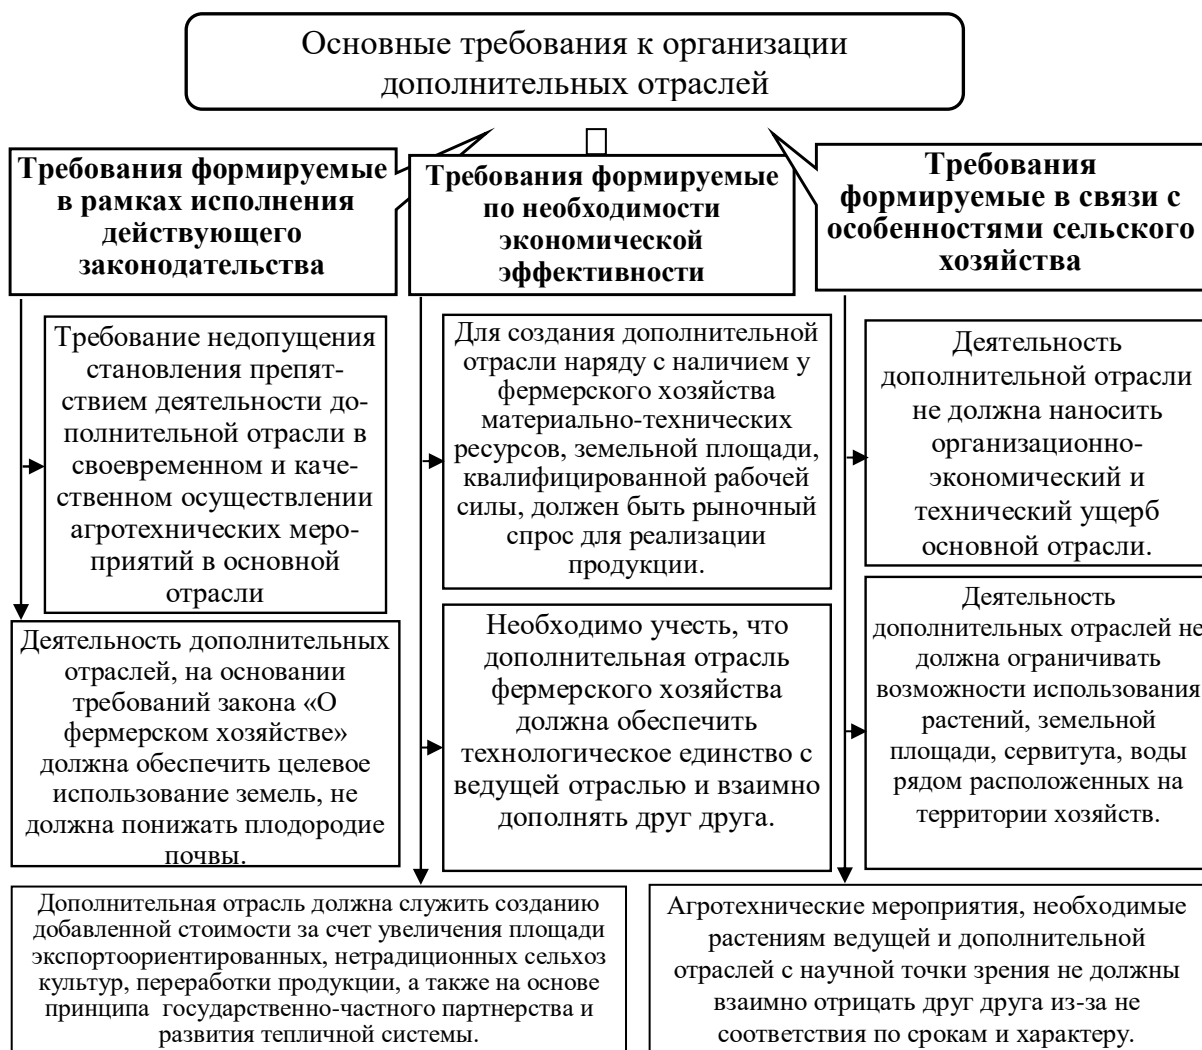 Основные требования к организации
дополнительных отраслей
Требования формируемые
в рамках исполнения
действующего
законодательства
Требование недопущения
становления препят-
ствием деятельности до-
полнительной отрасли в
своевременном и каче-
ственном осуществлении
агротехнических меро-
приятий в основной
отрасли
Деятельность дополнительных
отраслей, на основании
требований закона «О
фермерском хозяйстве»
должна обеспечить целевое
использование земель, не
должна понижать плодородие
почвы.
Требования формируемые
по необходимости
экономической
эффективности
Для создания дополнительной
отрасли наряду с наличием у
фермерского хозяйства
материально-технических
ресурсов, земельной площади,
квалифицированной рабочей
силы, должен быть рыночный
спрос для реализации
продукции.
Необходимо учесть, что
дополнительная отрасль
фермерского хозяйства
должна обеспечить
технологическое единство с
ведущей отраслью и взаимно
дополнять друг друга.
Дополнительная отрасль должна служить созданию
добавленной стоимости за счет увеличения площади
экспортоориентированных, нетрадиционных сельхоз
культур, переработки продукции, а также на основе
принципа государственно-частного партнерства и
развития тепличной системы.
Требования
формируемые в связи с
особенностями сельского
хозяйства
Деятельность
дополнительной отрасли
не должна наносить
организационно-
экономический и
технический ущерб
основной отрасли.
Деятельность
дополнительных отраслей не
должна ограничивать
возможности использования
растений, земельной
площади, сервитута, воды
рядом расположенных на
территории хозяйств.
Агротехнические мероприятия, необходимые
растениям ведущей и дополнительной
отраслей с научной точки зрения не должны
взаимно отрицать друг друга из-за не
соответствия по срокам и характеру.